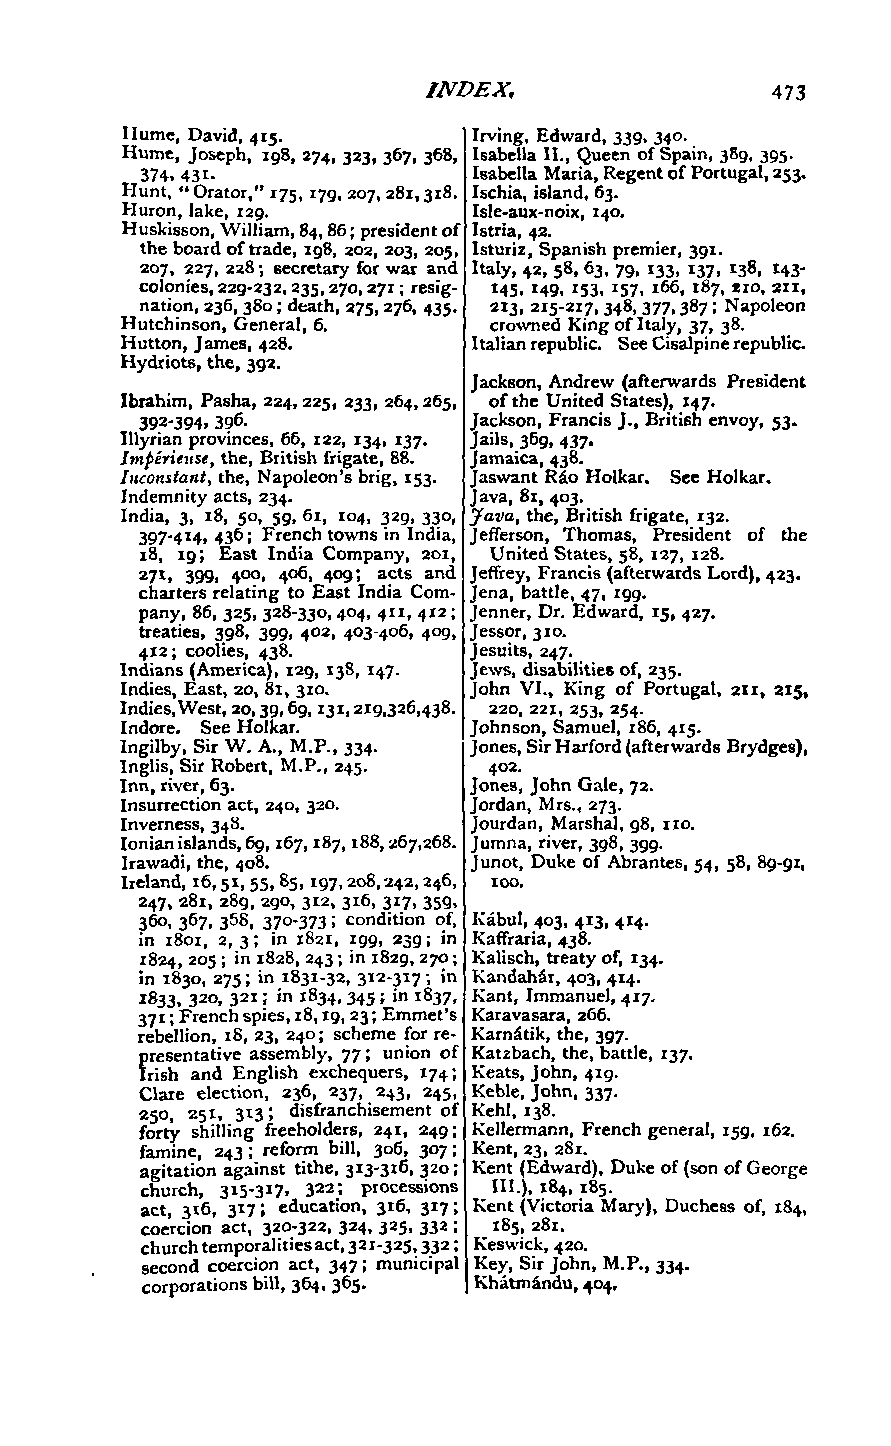 INDEX.
473
Hume, David, 415.
Hume, Joseph, 198, 274, 323, 367, 368,
374, 431.
Hunt, "Orator," 175, 179, 207, 281, 318.
Huron, lake, 129.
Huskisson, William, 84, 86; president of
the board of trade, 198, 202, 203, 205,
207, 227, 228; secretary for war and
colonies, 229-232, 235, 270, 271; resig-
nation, 236, 380; death, 275, 276, 435.
Hutchinson, General, 6.
Hutton, James, 428.
Hydriots, the, 392.
Ibrahim, Pasha, 224, 225, 233, 264, 265,
392-394, 396.
Illyrian provinces, 66, 122, 134, 137.
Impérieuse, the, British frigate, 88.
Inconstant, the, Napoleon's brig, 153.
Indemnity acts, 234.
India, 3, 18, 50, 59, 61, 104, 329, 330,
397-414, 436; French towns in India,
18, 19; East India Company, 201,
271, 399, 400, 406, 409; acts and
charters relating to East India Com-
pany, 86, 325, 328-330, 404, 411, 412;
treaties, 398, 399, 402, 403-406, 409,
412; coolies, 438.
Indians (America), 129, 138, 147.
Indies, East, 20, 81, 310.
Indies, West, 20, 39, 69, 131, 219, 326, 438.
Indore. See Holkar.
Ingilby, Sir W. A., M.P., 334.
Inglis, Sir Robert, M.P., 245.
Inn, river, 63.
Insurrection act, 240, 320.
Inverness, 348.
Ionian islands, 69, 167, 187, 188, 267, 268.
Irawadi, the, 408.
Ireland, 16, 51, 55, 85, 197, 208, 242, 246,
247, 281, 289, 290, 312, 316, 317, 359,
360, 367, 368, 370-373; condition of,
in 1801, 2, 3; in 1821, 199, 239; in
1824, 205; in 1828, 243; in 1829, 270;
in 1830, 275; in 1831-32, 312-317; in
1833, 320, 321; in 1834, 345; in 1837,
371; French spies, 18, 19, 23; Emmet's
rebellion, 18, 23, 240; scheme for re-
presentative assembly, 77; union of
Irish and English exchequers, 174;
Clare election, 236, 237, 243, 245,
250, 251, 313; disfranchisement of
forty shilling freeholders, 241, 249;
famine, 243; reform bill, 306, 307;
agitation against tithe, 313-316, 320;
church, 315-317, 322; processions
act, 316, 317; education, 316, 317;
coercion act, 320-322, 324, 325, 332;
church temporalities act, 321-325, 332;
second coercion act, 347; municipal
corporations bill, 364, 365.
Irving, Edward, 339, 340.
Isabella II., Queen of Spain, 389, 395.
Isabella Maria, Regent of Portugal, 253.
Ischia, island, 63.
Isle-aux-noix, 140.
Istria, 42.
Isturiz, Spanish premier, 391.
Italy, 42, 58, 63, 79, 133, 137, 138, 143-
145, 149, 153, 157, 166, 187, 210, 211,
213, 215-217, 348, 377, 387; Napoleon
crowned King of Italy, 37, 38.
Italian republic. See Cisalpine republic.
Jackson, Andrew (afterwards President
of the United States), 147.
Jackson, Francis J., British envoy, 53.
Jails, 369, 437.
Jamaica, 438.
Jaswant Ráo Holkar. See Holkar.
Java, 81, 403.
Java, the, British frigate, 132.
Jefferson, Thomas, President of the
United States, 58, 127, 128.
Jeffrey, Francis (afterwards Lord), 423.
Jena, battle, 47, 199.
Jenner, Dr. Edward, 15, 427.
Jessor, 310.
Jesuits, 247.
Jews, disabilities of, 235.
John VI., King of Portugal, 211, 215,
220, 221, 253, 254.
Johnson, Samuel, 186, 415.
Jones, Sir Harford (afterwards Brydges),
402.
Jones, John Gale, 72.
Jordan, Mrs., 273.
Jourdan, Marshal, 98, 110.
Jumna, river, 398, 399.
Junot, Duke of Abrantes, 54, 58, 89-91,
100.
Kábul, 403, 413, 414.
Kaffraria, 438.
Kalisch, treaty of, 134.
Kandahár, 403, 414.
Kant, Immanuel, 417.
Karavasara, 266.
Karnátik, the, 397.
Katzbach, the, battle, 137.
Keats, John, 419.
Keble, John, 337.
Kehl, 138.
Kellermann, French general, 159, 162.
Kent, 23, 281.
Kent (Edward), Duke of (son of George
III.), 184, 185.
Kent (Victoria Mary), Duchess of, 184,
185, 281.
Keswick, 420.
Key, Sir John, M.P., 334.
Khátmándu, 404.